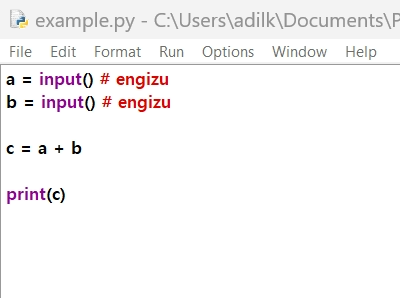 example.py - C:\Users\adilk\Documents\P
File Edit Format Run Options Window Help
a = input() # engizu
b = input() # engizu
c = a + b
print(c)